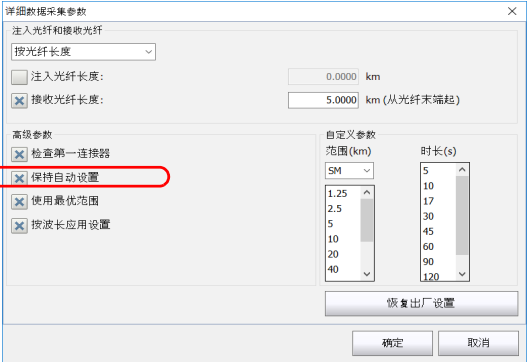 详细数据采集参数
注入光纤和接收光纤
按光纤长度
注入光纤长度: 0.0000 km
接收光纤长度: 5.0000 km (从光纤末端起)
高级参数
检查第一连接器
保持自动设置
使用最优范围
按波长应用设置
自定义参数
范围(km) 时长(s)
SM
1.25
2.5
5
10
20
40
5
10
17
30
45
60
90
120
恢复出厂设置
确定 取消